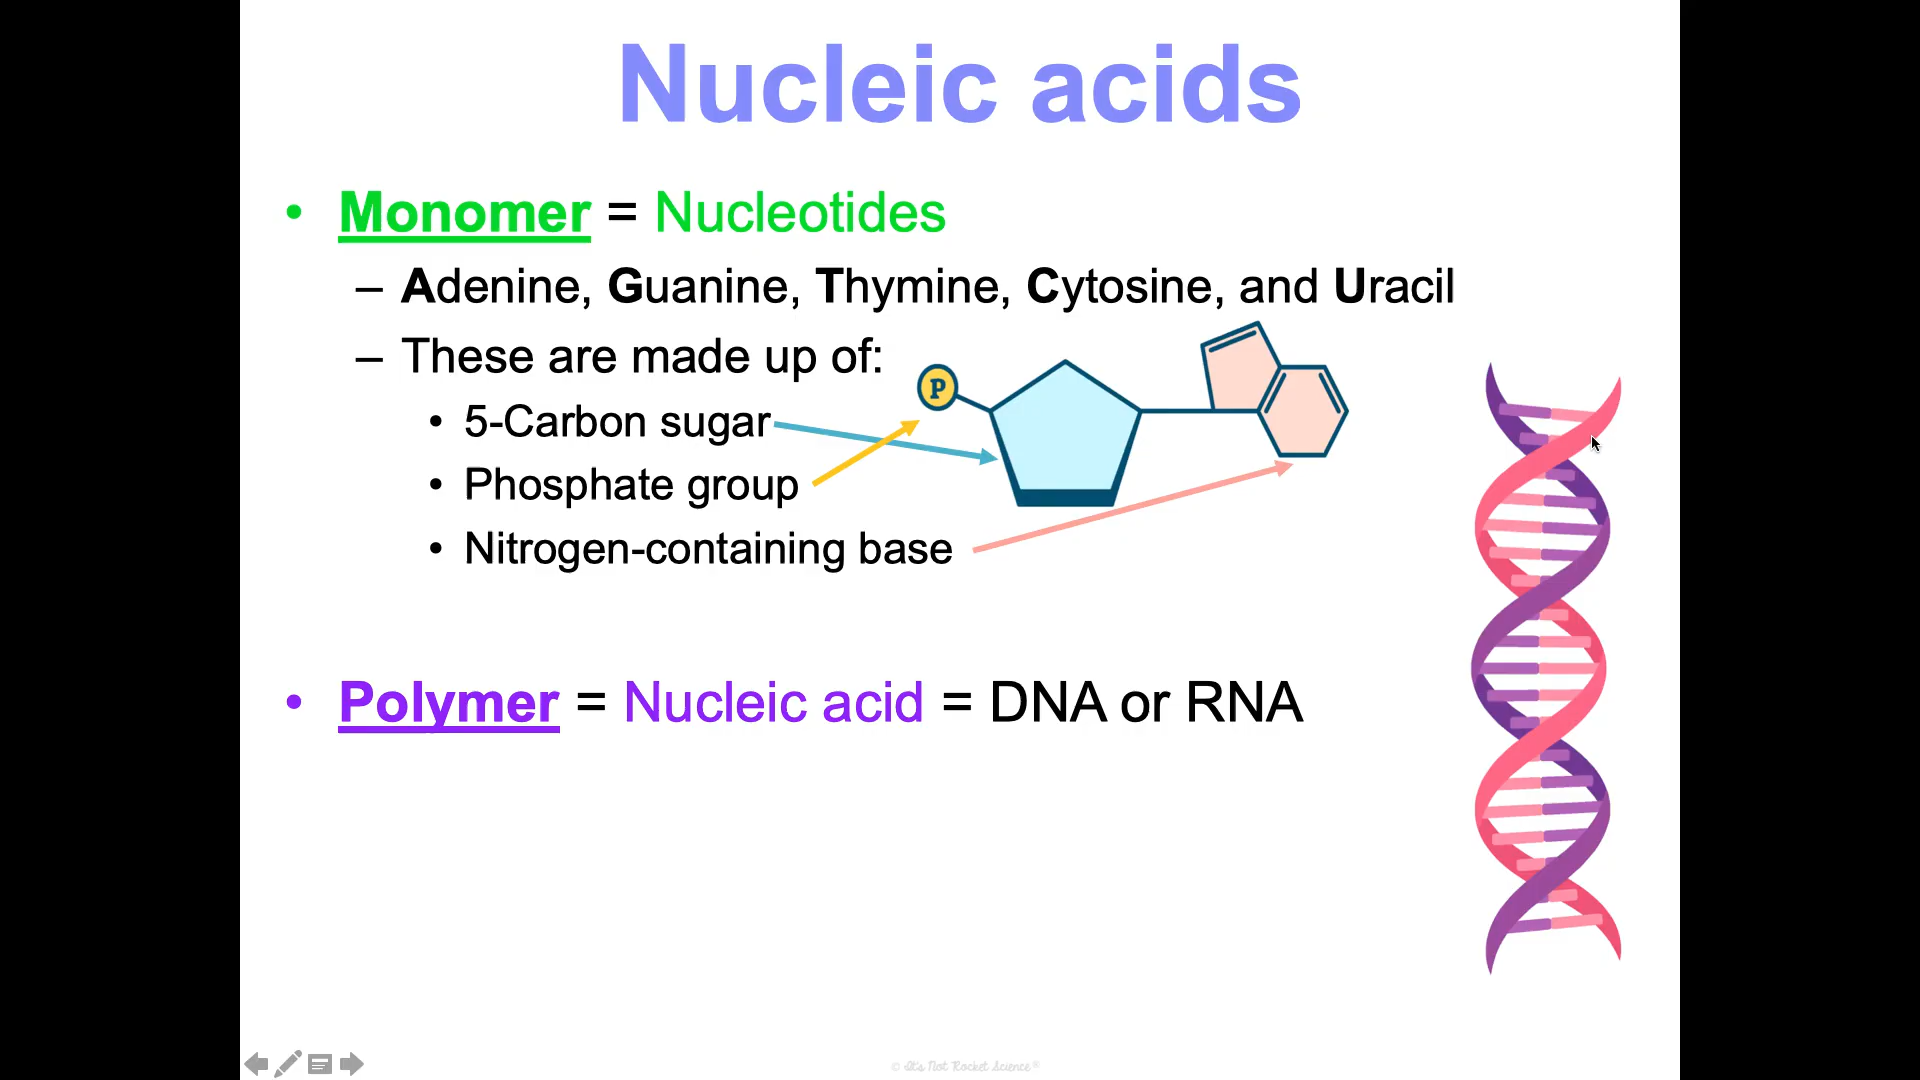 Nucleic acids
• Monomer = Nucleotides
– Adenine, Guanine, Thymine, Cytosine, and Uracil
– These are made up of:
P
• 5-Carbon sugar
• Phosphate group
• Nitrogen-containing base
• Polymer = Nucleic acid = DNA or RNA
© It's Not Rocket Science®